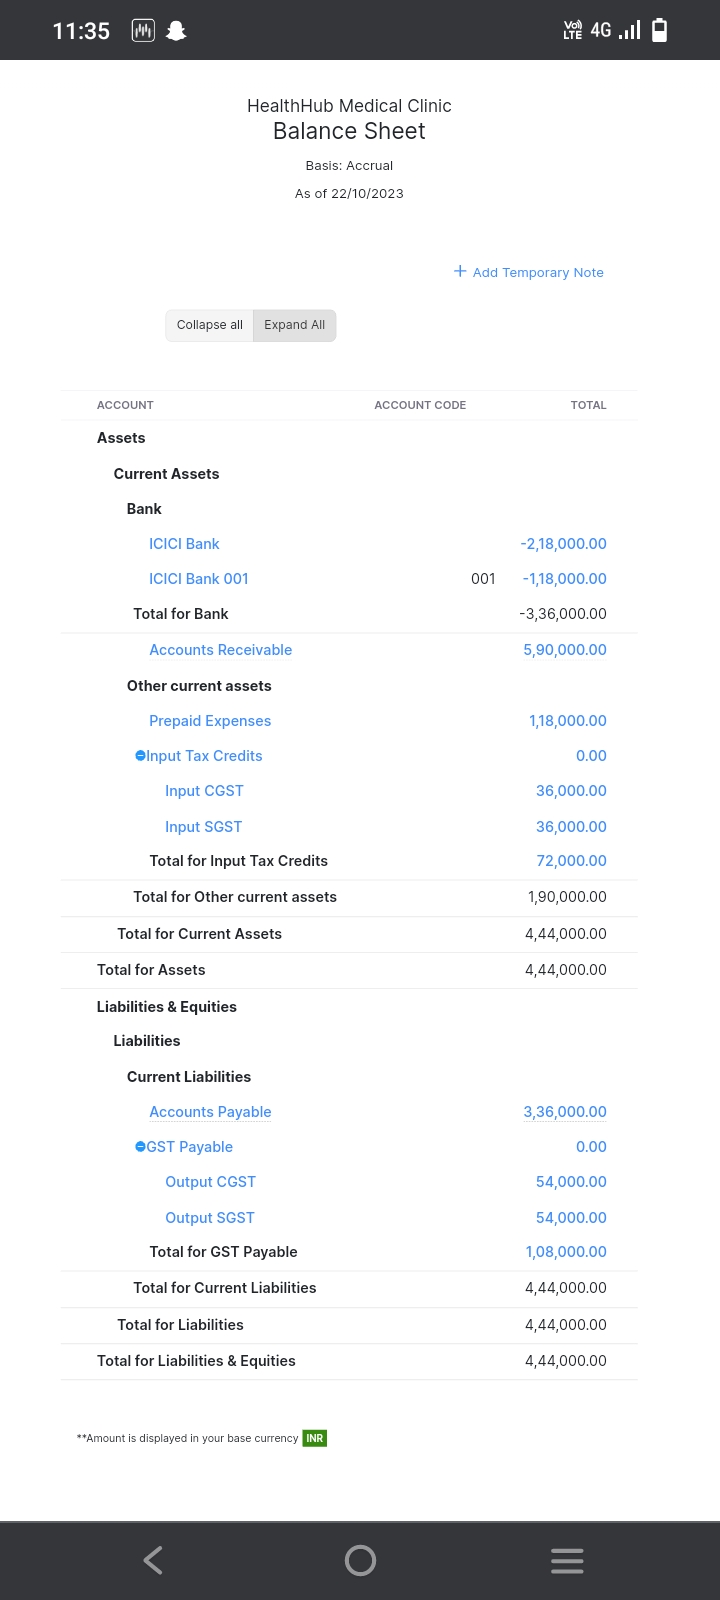 11:35
Vo)) LTE 4G
HealthHub Medical Clinic
Balance Sheet
Basis: Accrual
As of 22/10/2023
+ Add Temporary Note
Collapse all Expand All
ACCOUNT ACCOUNT CODE TOTAL
Assets
Current Assets
Bank
ICICI Bank -2,18,000.00
ICICI Bank 001 001 -1,18,000.00
Total for Bank -3,36,000.00
Accounts Receivable 5,90,000.00
Other current assets
Prepaid Expenses 1,18,000.00
Input Tax Credits 0.00
Input CGST 36,000.00
Input SGST 36,000.00
Total for Input Tax Credits 72,000.00
Total for Other current assets 1,90,000.00
Total for Current Assets 4,44,000.00
Total for Assets 4,44,000.00
Liabilities & Equities
Liabilities
Current Liabilities
Accounts Payable 3,36,000.00
GST Payable 0.00
Output CGST 54,000.00
Output SGST 54,000.00
Total for GST Payable 1,08,000.00
Total for Current Liabilities 4,44,000.00
Total for Liabilities 4,44,000.00
Total for Liabilities & Equities 4,44,000.00
**Amount is displayed in your base currency INR